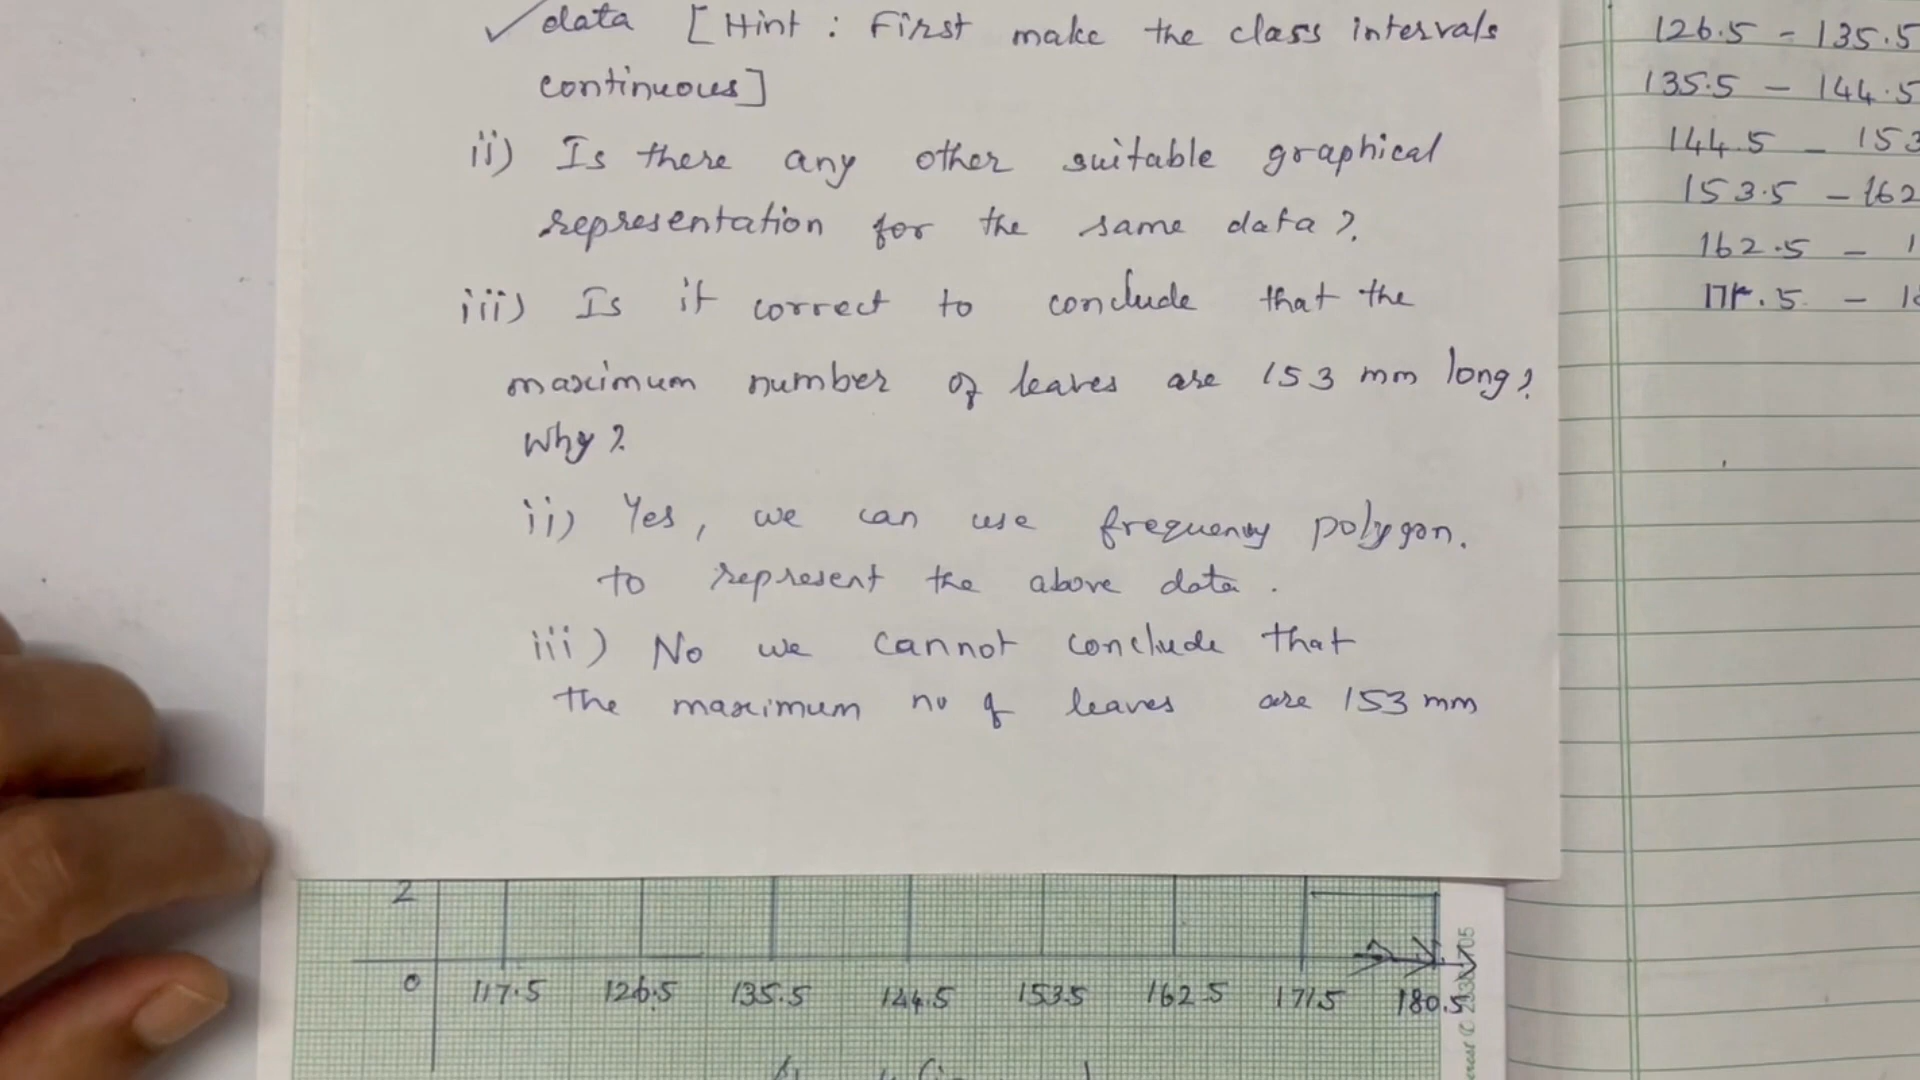 data [Hint : First make the class intervals
continuous]
ii) Is there any other suitable graphical
representation for the same data?
iii) Is it correct to conclude that the
maximum number of leaves are 153 mm long?
Why?
ii) Yes, we can use frequency polygon.
to represent the above data.
iii) No we cannot conclude that
the maximum no of leaves are 153 mm
126.5 - 135.5
135.5 - 144.5
144.5 - 153
153.5 - 162
162.5 - 1
171.5 -
2
0 117.5 126.5 135.5 144.5 153.5 162.5 171.5 180.5